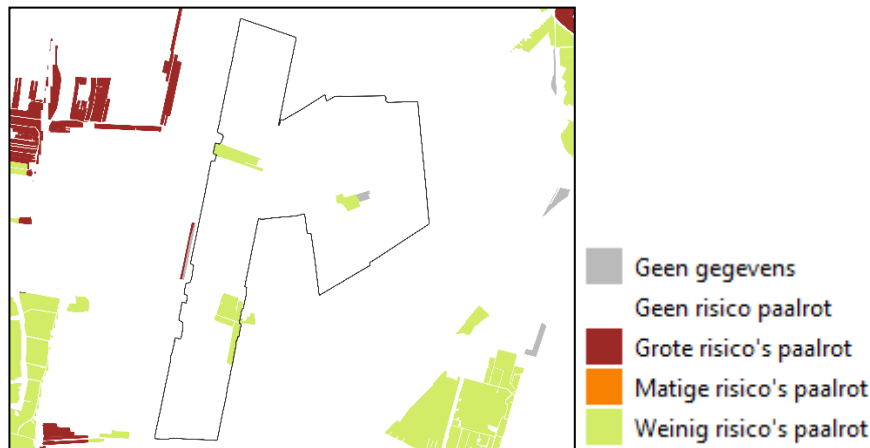 Geen gegevens
Geen risico paalrot
Grote risico's paalrot
Matige risico's paalrot
Weinig risico's paalrot